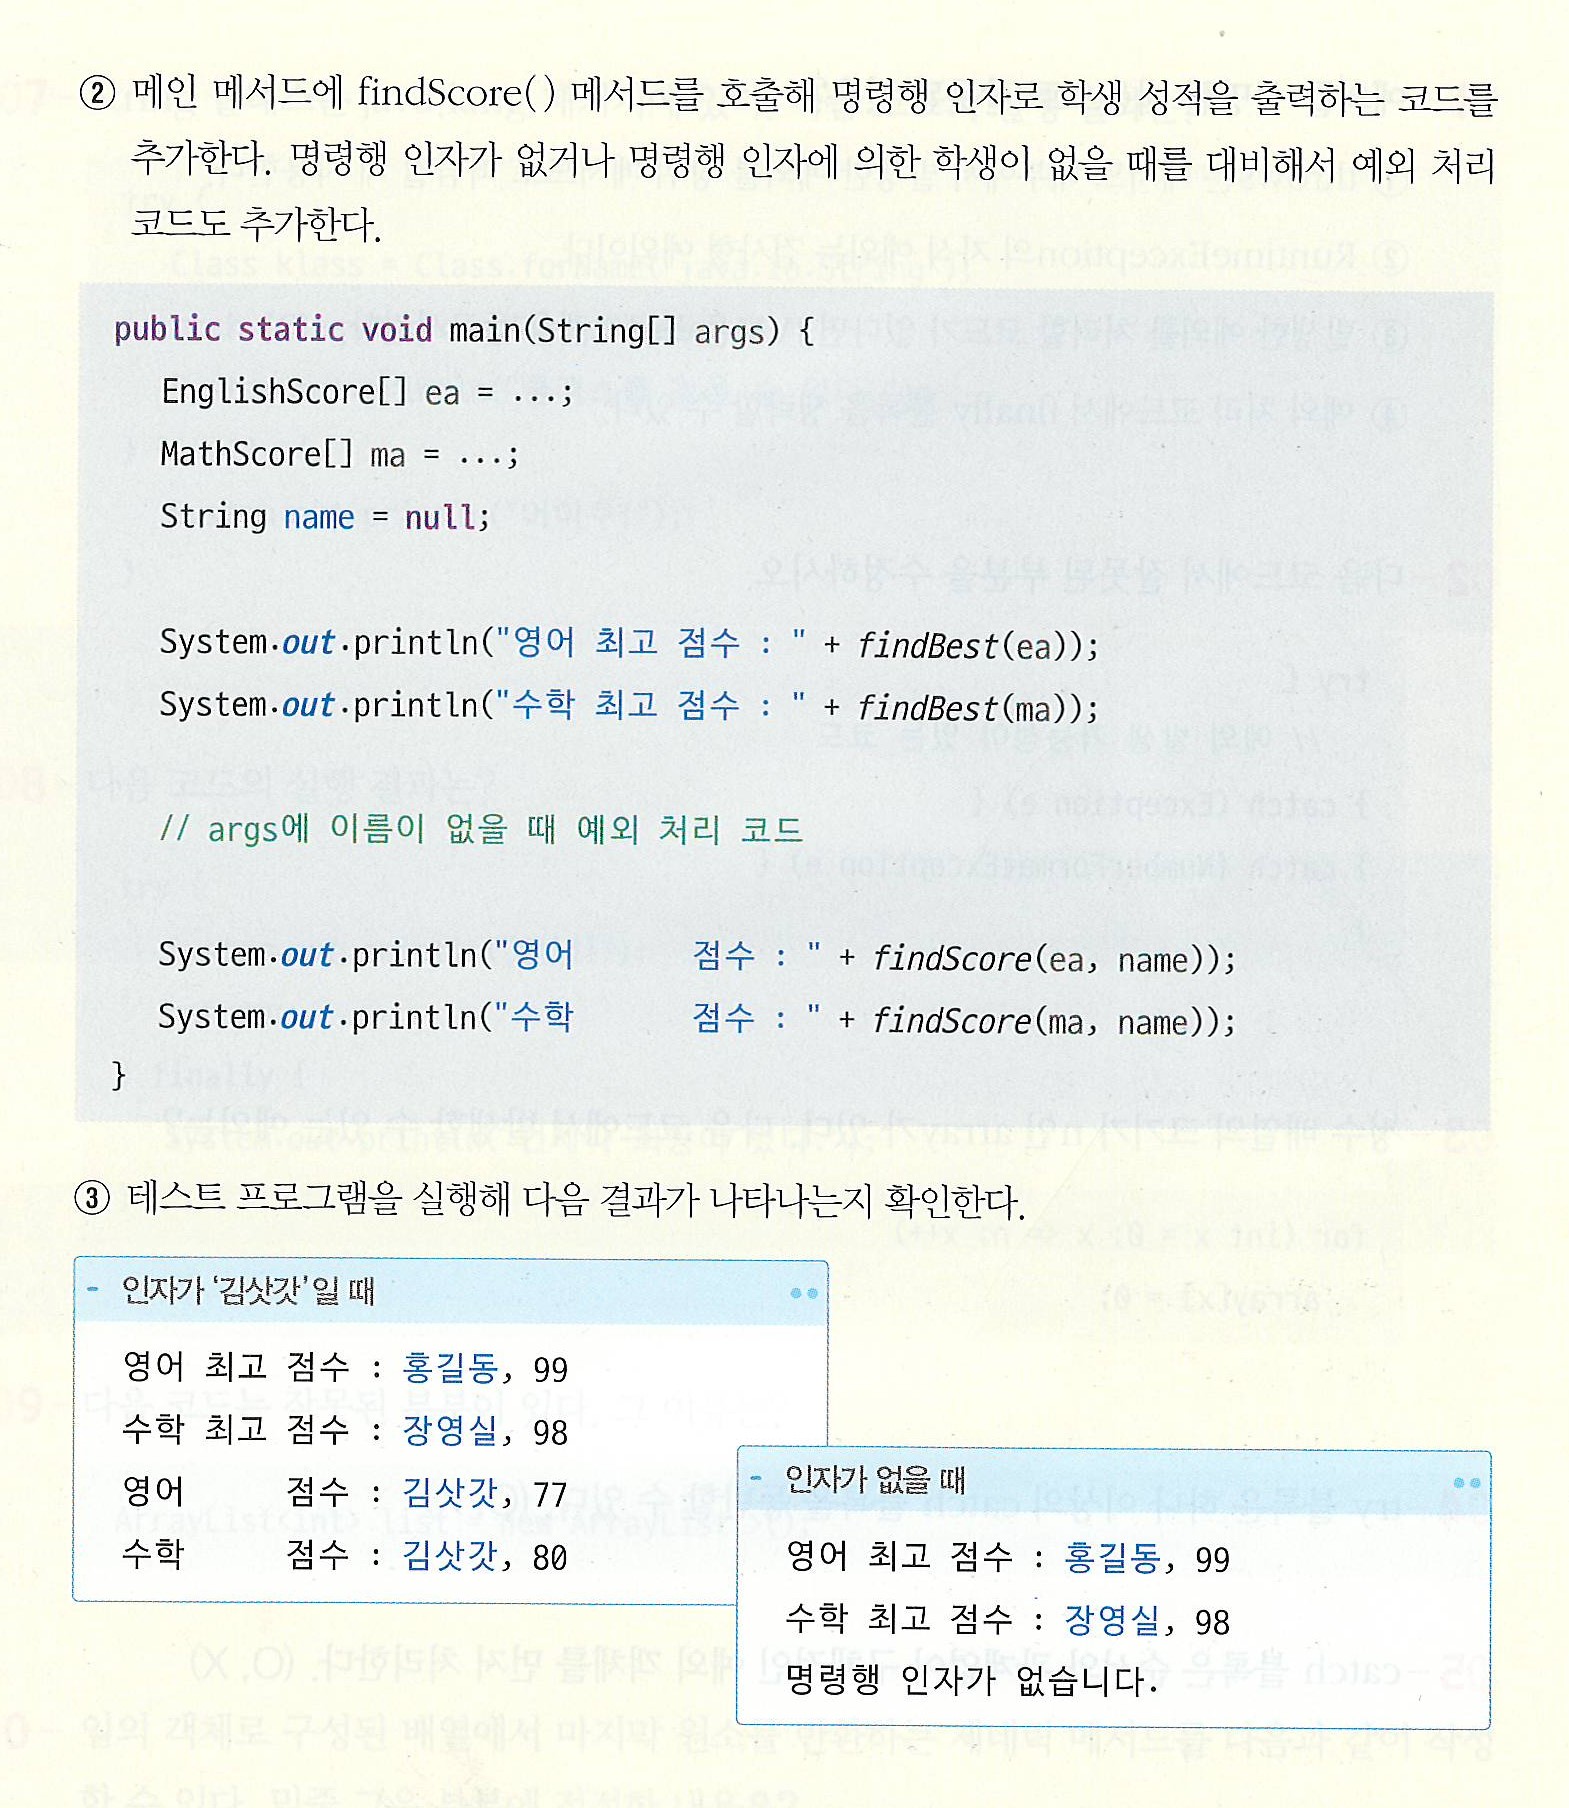 ② 메인 메서드에 findScore( ) 메서드를 호출해 명령행 인자로 학생 성적을 출력하는 코드를
추가한다. 명령행 인자가 없거나 명령행 인자에 의한 학생이 없을 때를 대비해서 예외 처리
코드도 추가한다.
public static void main(String[] args) {
EnglishScore[] ea = ...;
MathScore[] ma = ...;
String name = null;
System.out.println("영어 최고 점수 : " + findBest(ea));
System.out.println("수학 최고 점수 : " + findBest(ma));
// args에 이름이 없을 때 예외 처리 코드
System.out.println("영어      점수 : " + findScore(ea, name));
System.out.println("수학      점수 : " + findScore(ma, name));
}
③ 테스트 프로그램을 실행해 다음 결과가 나타나는지 확인한다.
- 인자가 ‘김삿갓’일 때
영어 최고 점수 : 홍길동, 99
수학 최고 점수 : 장영실, 98
영어      점수 : 김삿갓, 77
수학      점수 : 김삿갓, 80
- 인자가 없을 때
영어 최고 점수 : 홍길동, 99
수학 최고 점수 : 장영실, 98
명령행 인자가 없습니다.